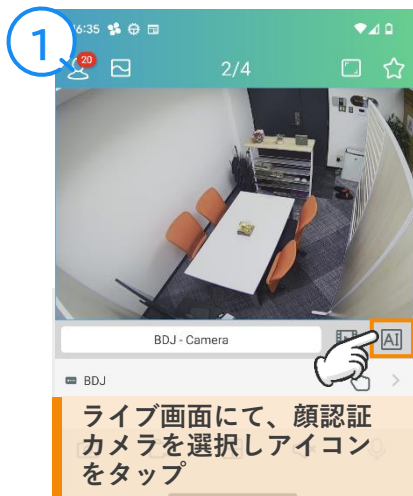 1
6:35
20
2/4
BDJ - Camera
AI
BDJ
ライブ画面にて、顔認証
カメラを選択しアイコン
をタップ